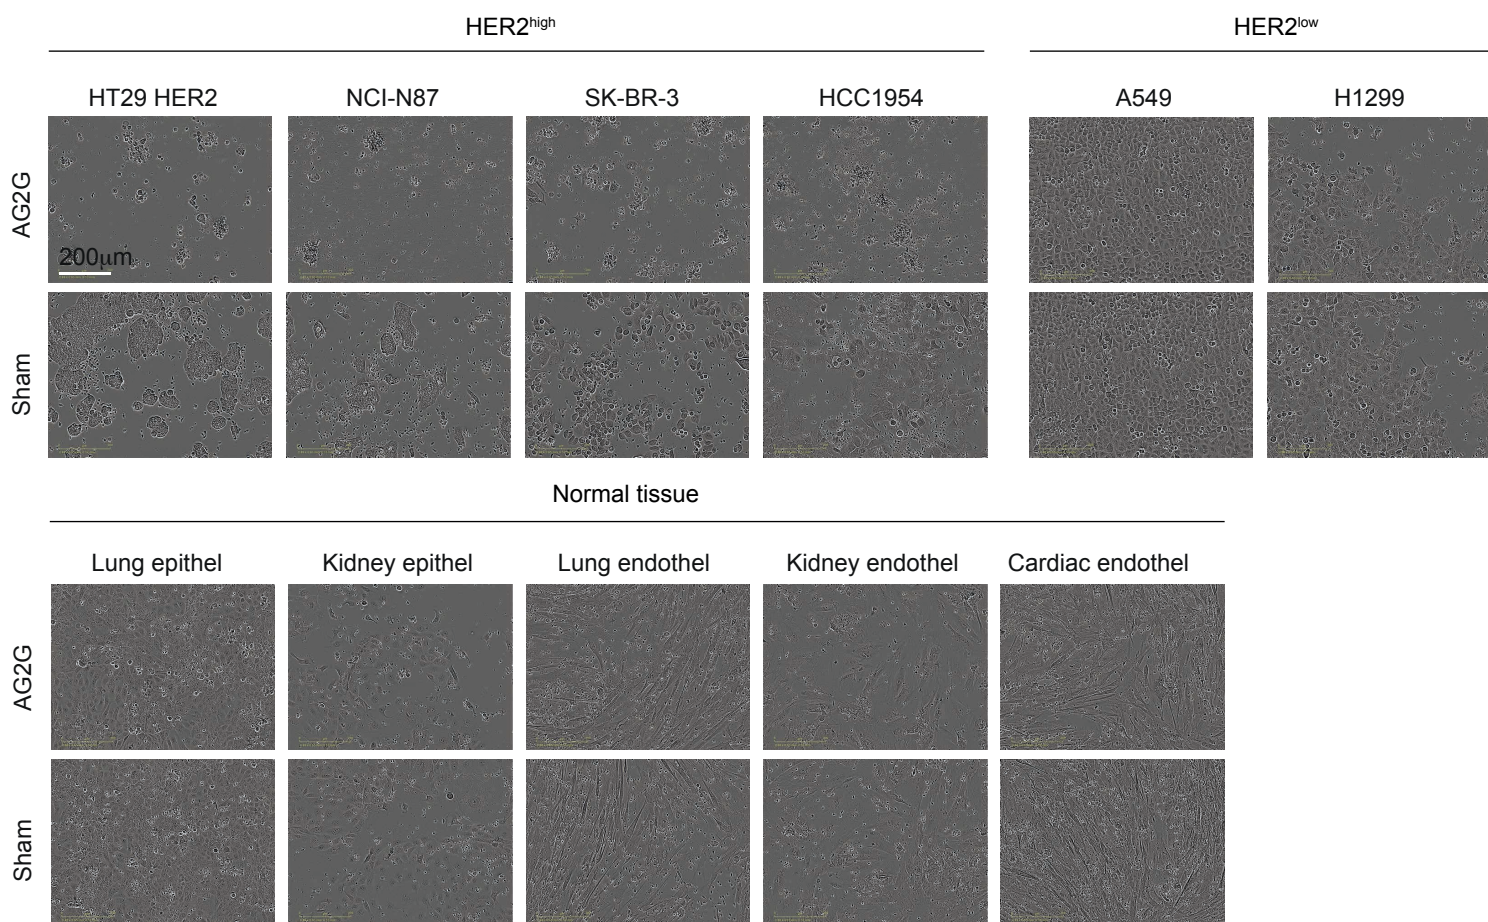 HER2high HER2low
HT29 HER2 NCI-N87 SK-BR-3 HCC1954 A549 H1299
AG2G
200µm
Sham
Normal tissue
Lung epithel Kidney epithel Lung endothel Kidney endothel Cardiac endothel
AG2G
Sham